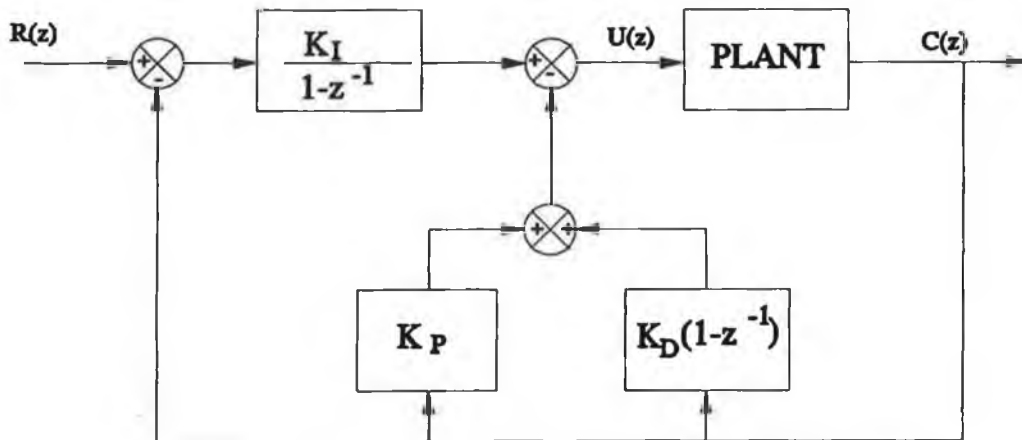 R(z)
K_I
1-z^-1
U(z)
PLANT
C(z)
+
-
+
-
+
+
K_P
K_D(1-z^-1)